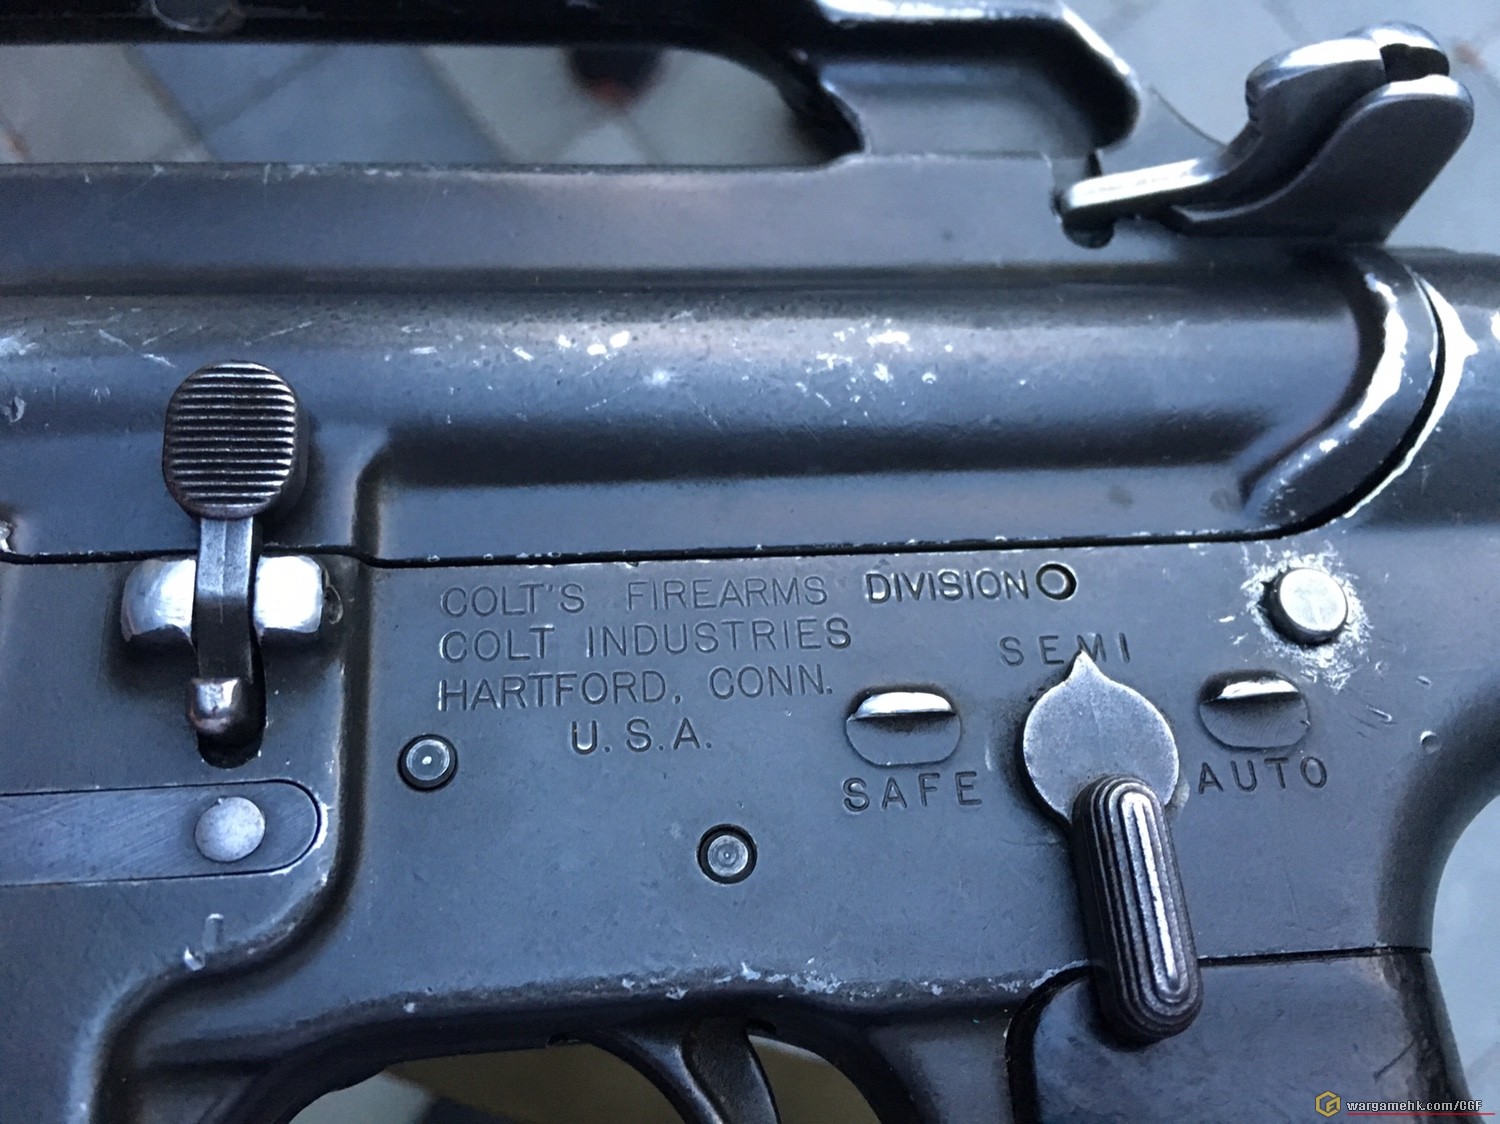 COLT'S FIREARMS DIVISION
COLT INDUSTRIES
HARTFORD, CONN.
U.S.A.
SEMI
SAFE
AUTO
wargamehk.com/CGF